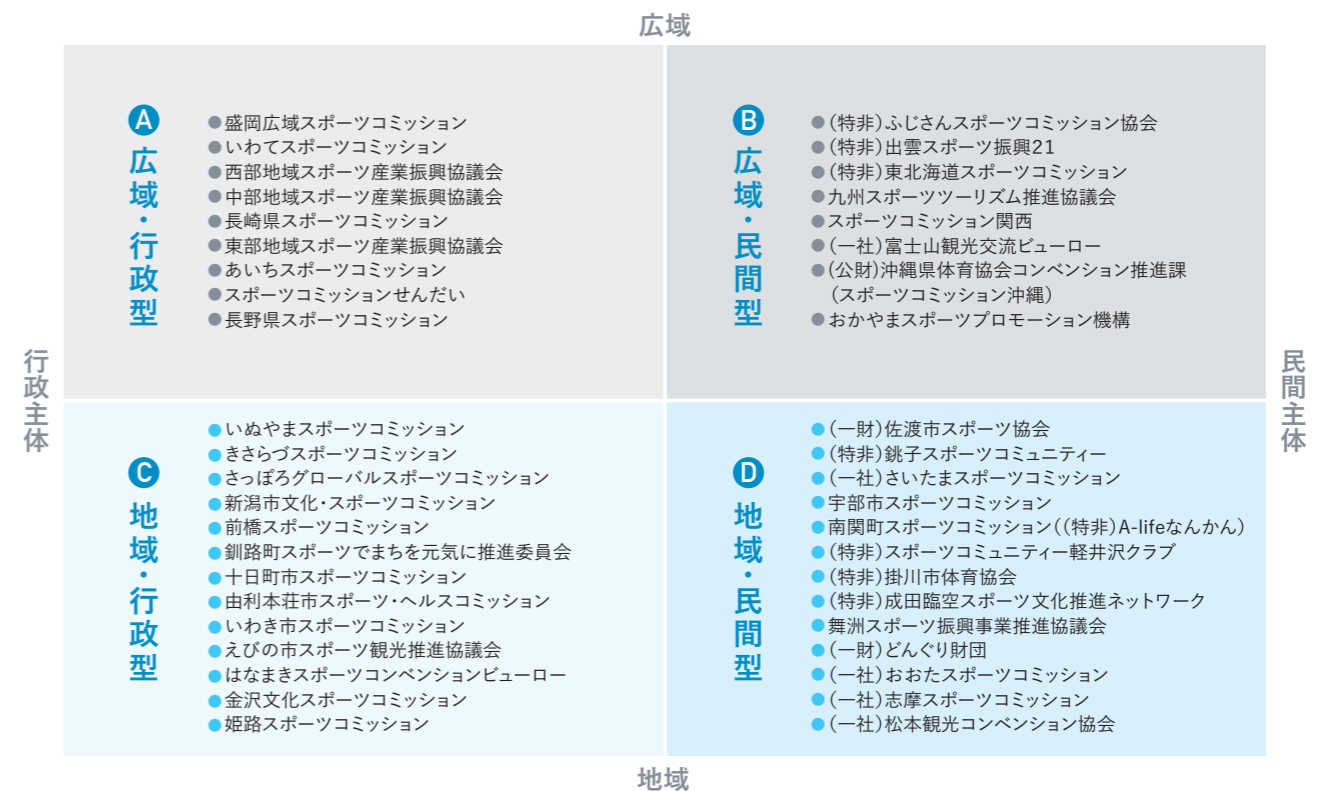 広域
行政主体
民間主体
A
広域・行政型
●盛岡広域スポーツコミッション
●いわてスポーツコミッション
●西部地域スポーツ産業振興協議会
●中部地域スポーツ産業振興協議会
●長崎県スポーツコミッション
●東部地域スポーツ産業振興協議会
●あいちスポーツコミッション
●スポーツコミッションせんだい
●長野県スポーツコミッション
B
広域・民間型
●(特非)ふじさんスポーツコミッション協会
●(特非)出雲スポーツ振興21
●(特非)東北海道スポーツコミッション
●九州スポーツツーリズム推進協議会
●スポーツコミッション関西
●(一社)富士山観光交流ビューロー
●(公財)沖縄県体育協会コンベンション推進課
(スポーツコミッション沖縄)
●おかやまスポーツプロモーション機構
C
地域・行政型
●いぬやまスポーツコミッション
●きさらづスポーツコミッション
●さっぽろグローバルスポーツコミッション
●新潟市文化・スポーツコミッション
●前橋スポーツコミッション
●釧路町スポーツでまちを元気に推進委員会
●十日町市スポーツコミッション
●由利本荘市スポーツ・ヘルスコミッション
●いわき市スポーツコミッション
●えびの市スポーツ観光推進協議会
●はなまきスポーツコンベンションビューロー
●金沢文化スポーツコミッション
●姫路スポーツコミッション
D
地域・民間型
●(一財)佐渡市スポーツ協会
●(特非)銚子スポーツコミュニティー
●(一社)さいたまスポーツコミッション
●宇部市スポーツコミッション
●南関町スポーツコミッション((特非)A-lifeなんかん)
●(特非)スポーツコミュニティー軽井沢クラブ
●(特非)掛川市体育協会
●(特非)成田臨空スポーツ文化推進ネットワーク
●舞洲スポーツ振興事業推進協議会
●(一財)どんぐり財団
●(一社)おおたスポーツコミッション
●(一社)志摩スポーツコミッション
●(一社)松本観光コンベンション協会
地域